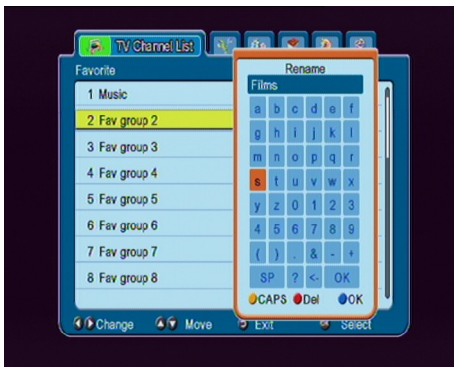 TV Channel List
Favorite
1 Music
2 Fav group 2
3 Fav group 3
4 Fav group 4
5 Fav group 5
6 Fav group 6
7 Fav group 7
8 Fav group 8
Rename
Films
a b c d e f
g h i j k l
m n o p q r
s t u v w x
y z 0 1 2 3
4 5 6 7 8 9
( ) . & - +
SP ? <- OK
CAPS Del OK
Change Move Exit Select